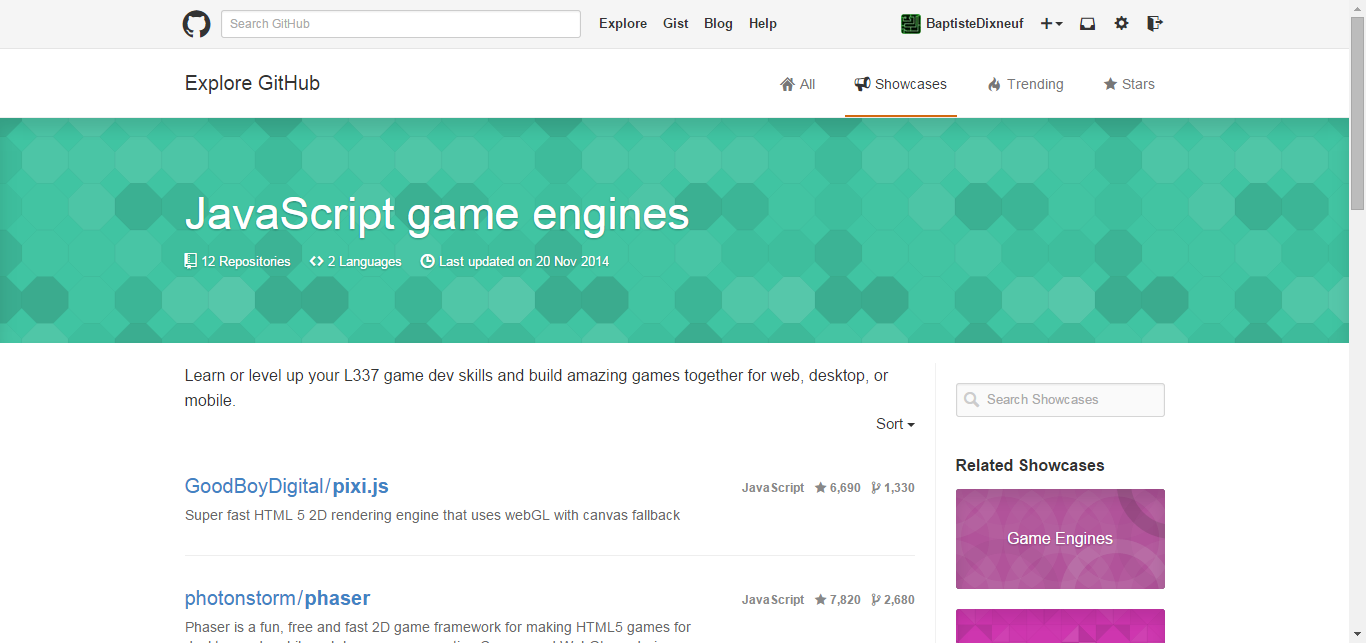 Search GitHub Explore Gist Blog Help BaptisteDixneuf
Explore GitHub All Showcases Trending Stars
JavaScript game engines
12 Repositories 2 Languages Last updated on 20 Nov 2014
Learn or level up your L337 game dev skills and build amazing games together for web, desktop, or
mobile.
Sort
GoodBoyDigital/pixi.js JavaScript 6,690 1,330
Super fast HTML 5 2D rendering engine that uses webGL with canvas fallback
photonstorm/phaser JavaScript 7,820 2,680
Phaser is a fun, free and fast 2D game framework for making HTML5 games for
Search Showcases
Related Showcases
Game Engines